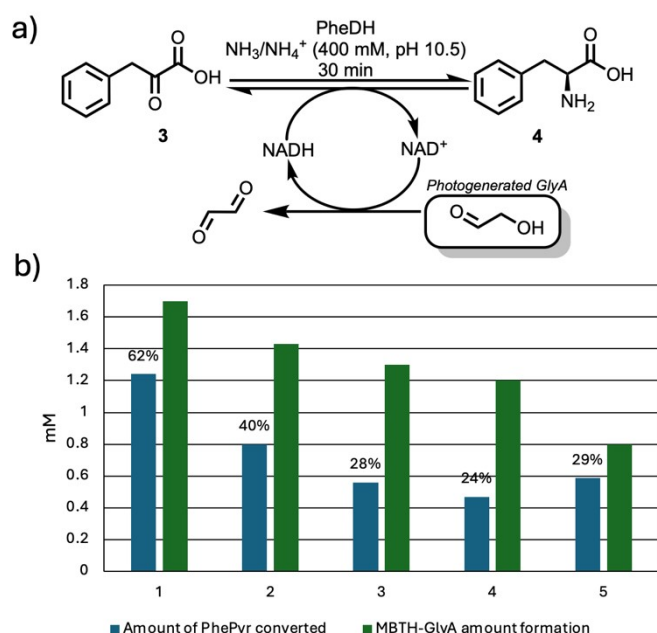 a)
PheDH
NH₃/NH₄⁺ (400 mM, pH 10.5)
30 min
O
OH
O
3
O
OH
NH₂
4
NADH
NAD⁺
Photogenerated GlyA
O
O
O
OH
b)
1.8
1.6
1.4
1.2
1
0.8
0.6
0.4
0.2
0
mM
62%
40%
28%
24%
29%
1 2 3 4 5
Amount of PhePyr converted MBTH-GlyA amount formation